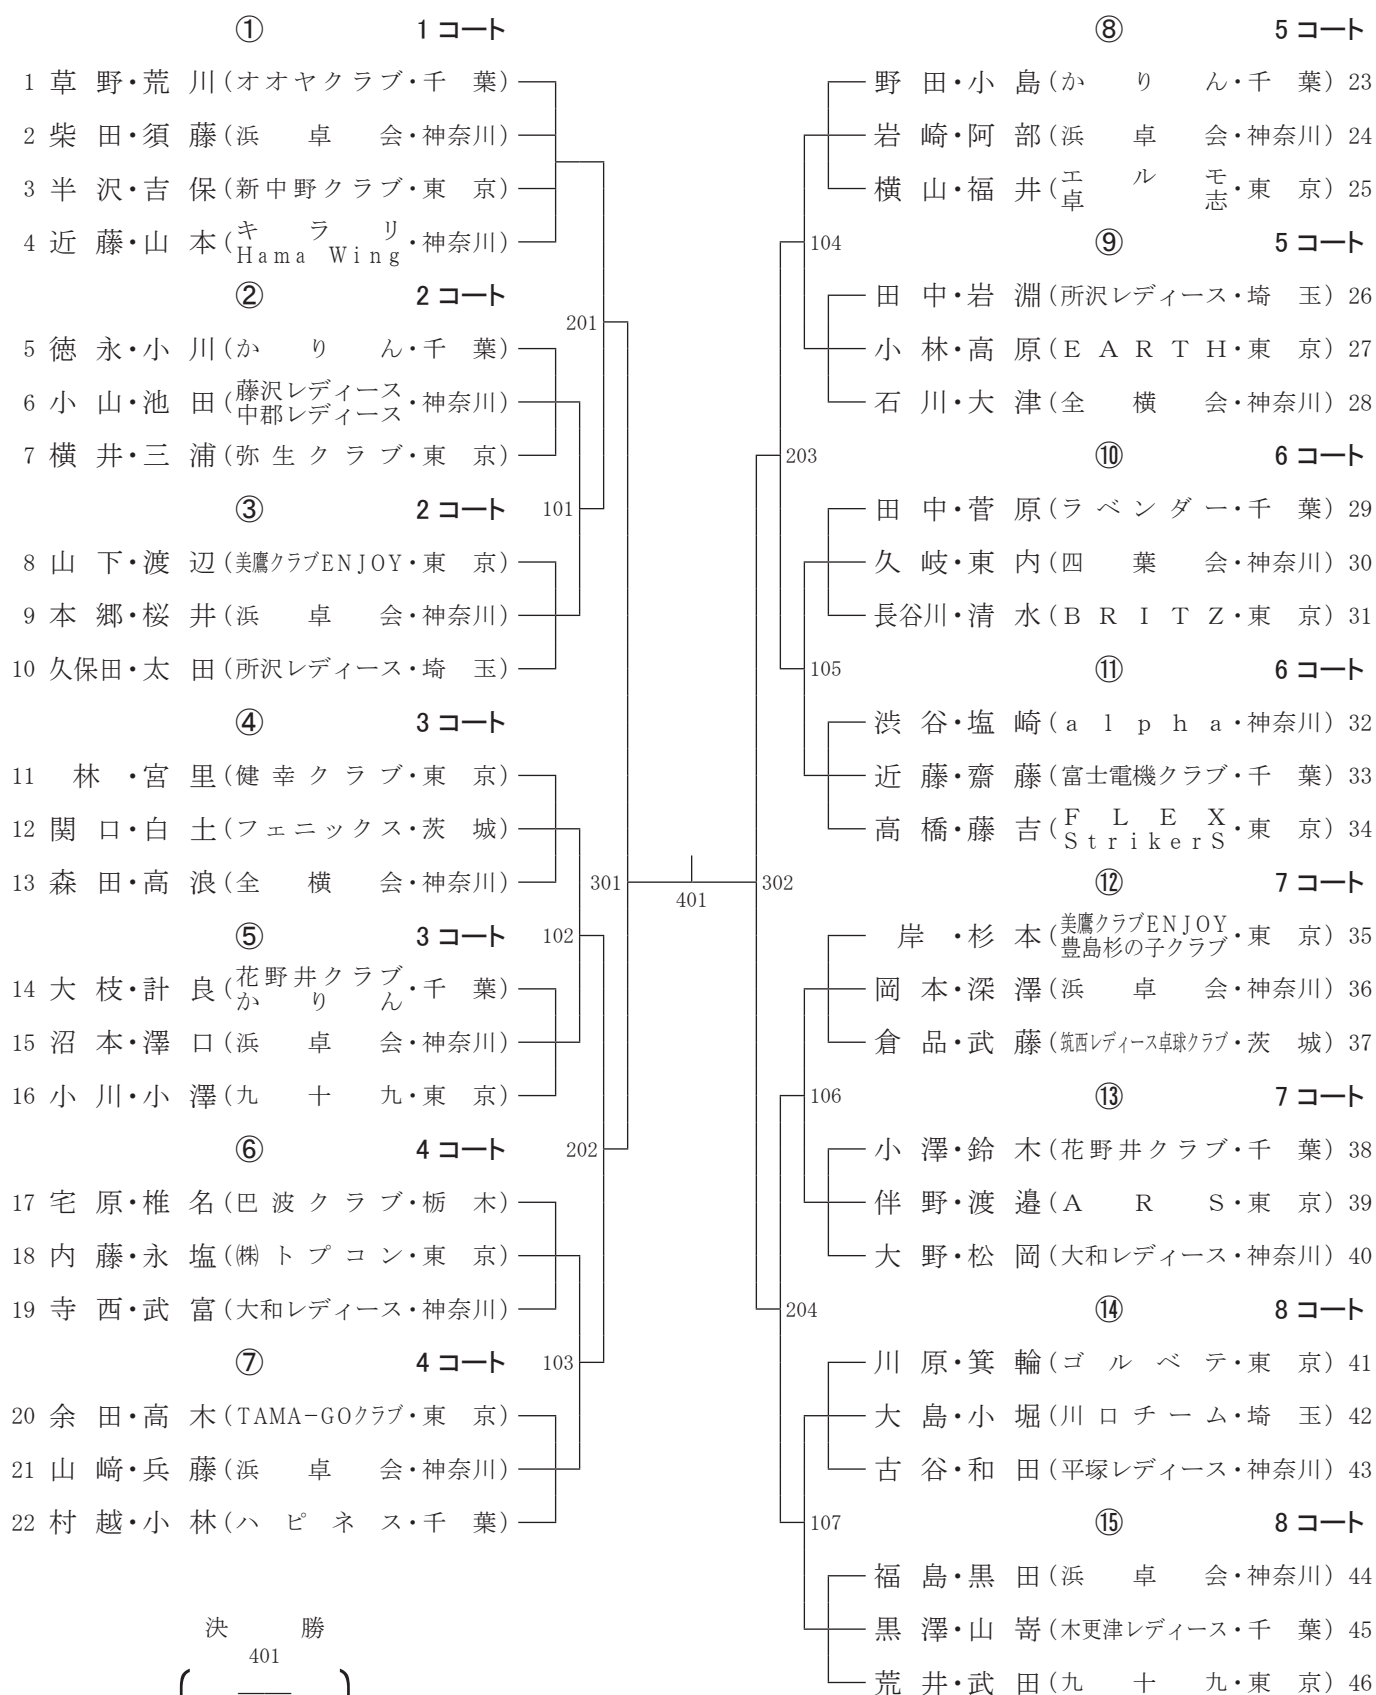 ① 1コート
1 草野・荒川(オオヤクラブ・千葉)
2 柴田・須藤(浜卓会・神奈川)
3 半沢・吉保(新中野クラブ・東京)
4 近藤・山本(キラリ Hama Wing・神奈川)
② 2コート
201
5 徳永・小川(かりん・千葉)
6 小山・池田(藤沢レディース 中郡レディース・神奈川)
7 横井・三浦(弥生クラブ・東京)
③ 2コート 101
8 山下・渡辺(美鷹クラブENJOY・東京)
9 本郷・桜井(浜卓会・神奈川)
10 久保田・太田(所沢レディース・埼玉)
④ 3コート
11 林・宮里(健幸クラブ・東京)
12 関口・白土(フェニックス・茨城)
13 森田・高浪(全横会・神奈川)
301
401
⑤ 3コート 102
14 大枝・計良(花野井クラブ かりん・千葉)
15 沼本・澤口(浜卓会・神奈川)
16 小川・小澤(九十九・東京)
⑥ 4コート 202
17 宅原・椎名(巴波クラブ・栃木)
18 内藤・永塩(㈱トプコン・東京)
19 寺西・武富(大和レディース・神奈川)
⑦ 4コート 103
20 余田・高木(TAMA-GOクラブ・東京)
21 山﨑・兵藤(浜卓会・神奈川)
22 村越・小林(ハピネス・千葉)
決勝
401
⑧ 5コート
野田・小島(かりん・千葉) 23
岩崎・阿部(浜卓会・神奈川) 24
横山・福井(エルモ 卓志・東京) 25
104 ⑨ 5コート
田中・岩淵(所沢レディース・埼玉) 26
小林・高原(EARTH・東京) 27
石川・大津(全横会・神奈川) 28
203 ⑩ 6コート
田中・菅原(ラベンダー・千葉) 29
久岐・東内(四葉会・神奈川) 30
長谷川・清水(BRITZ・東京) 31
105 ⑪ 6コート
渋谷・塩崎(alpha・神奈川) 32
近藤・齋藤(富士電機クラブ・千葉) 33
高橋・藤吉(FLEX StrikerS・東京) 34
302 ⑫ 7コート
岸・杉本(美鷹クラブENJOY 豊島杉の子クラブ・東京) 35
岡本・深澤(浜卓会・神奈川) 36
倉品・武藤(筑西レディース卓球クラブ・茨城) 37
106 ⑬ 7コート
小澤・鈴木(花野井クラブ・千葉) 38
伴野・渡邉(ARS・東京) 39
大野・松岡(大和レディース・神奈川) 40
204 ⑭ 8コート
川原・箕輪(ゴルベテ・東京) 41
大島・小堀(川口チーム・埼玉) 42
古谷・和田(平塚レディース・神奈川) 43
107 ⑮ 8コート
福島・黒田(浜卓会・神奈川) 44
黒澤・山嵜(木更津レディース・千葉) 45
荒井・武田(九十九・東京) 46